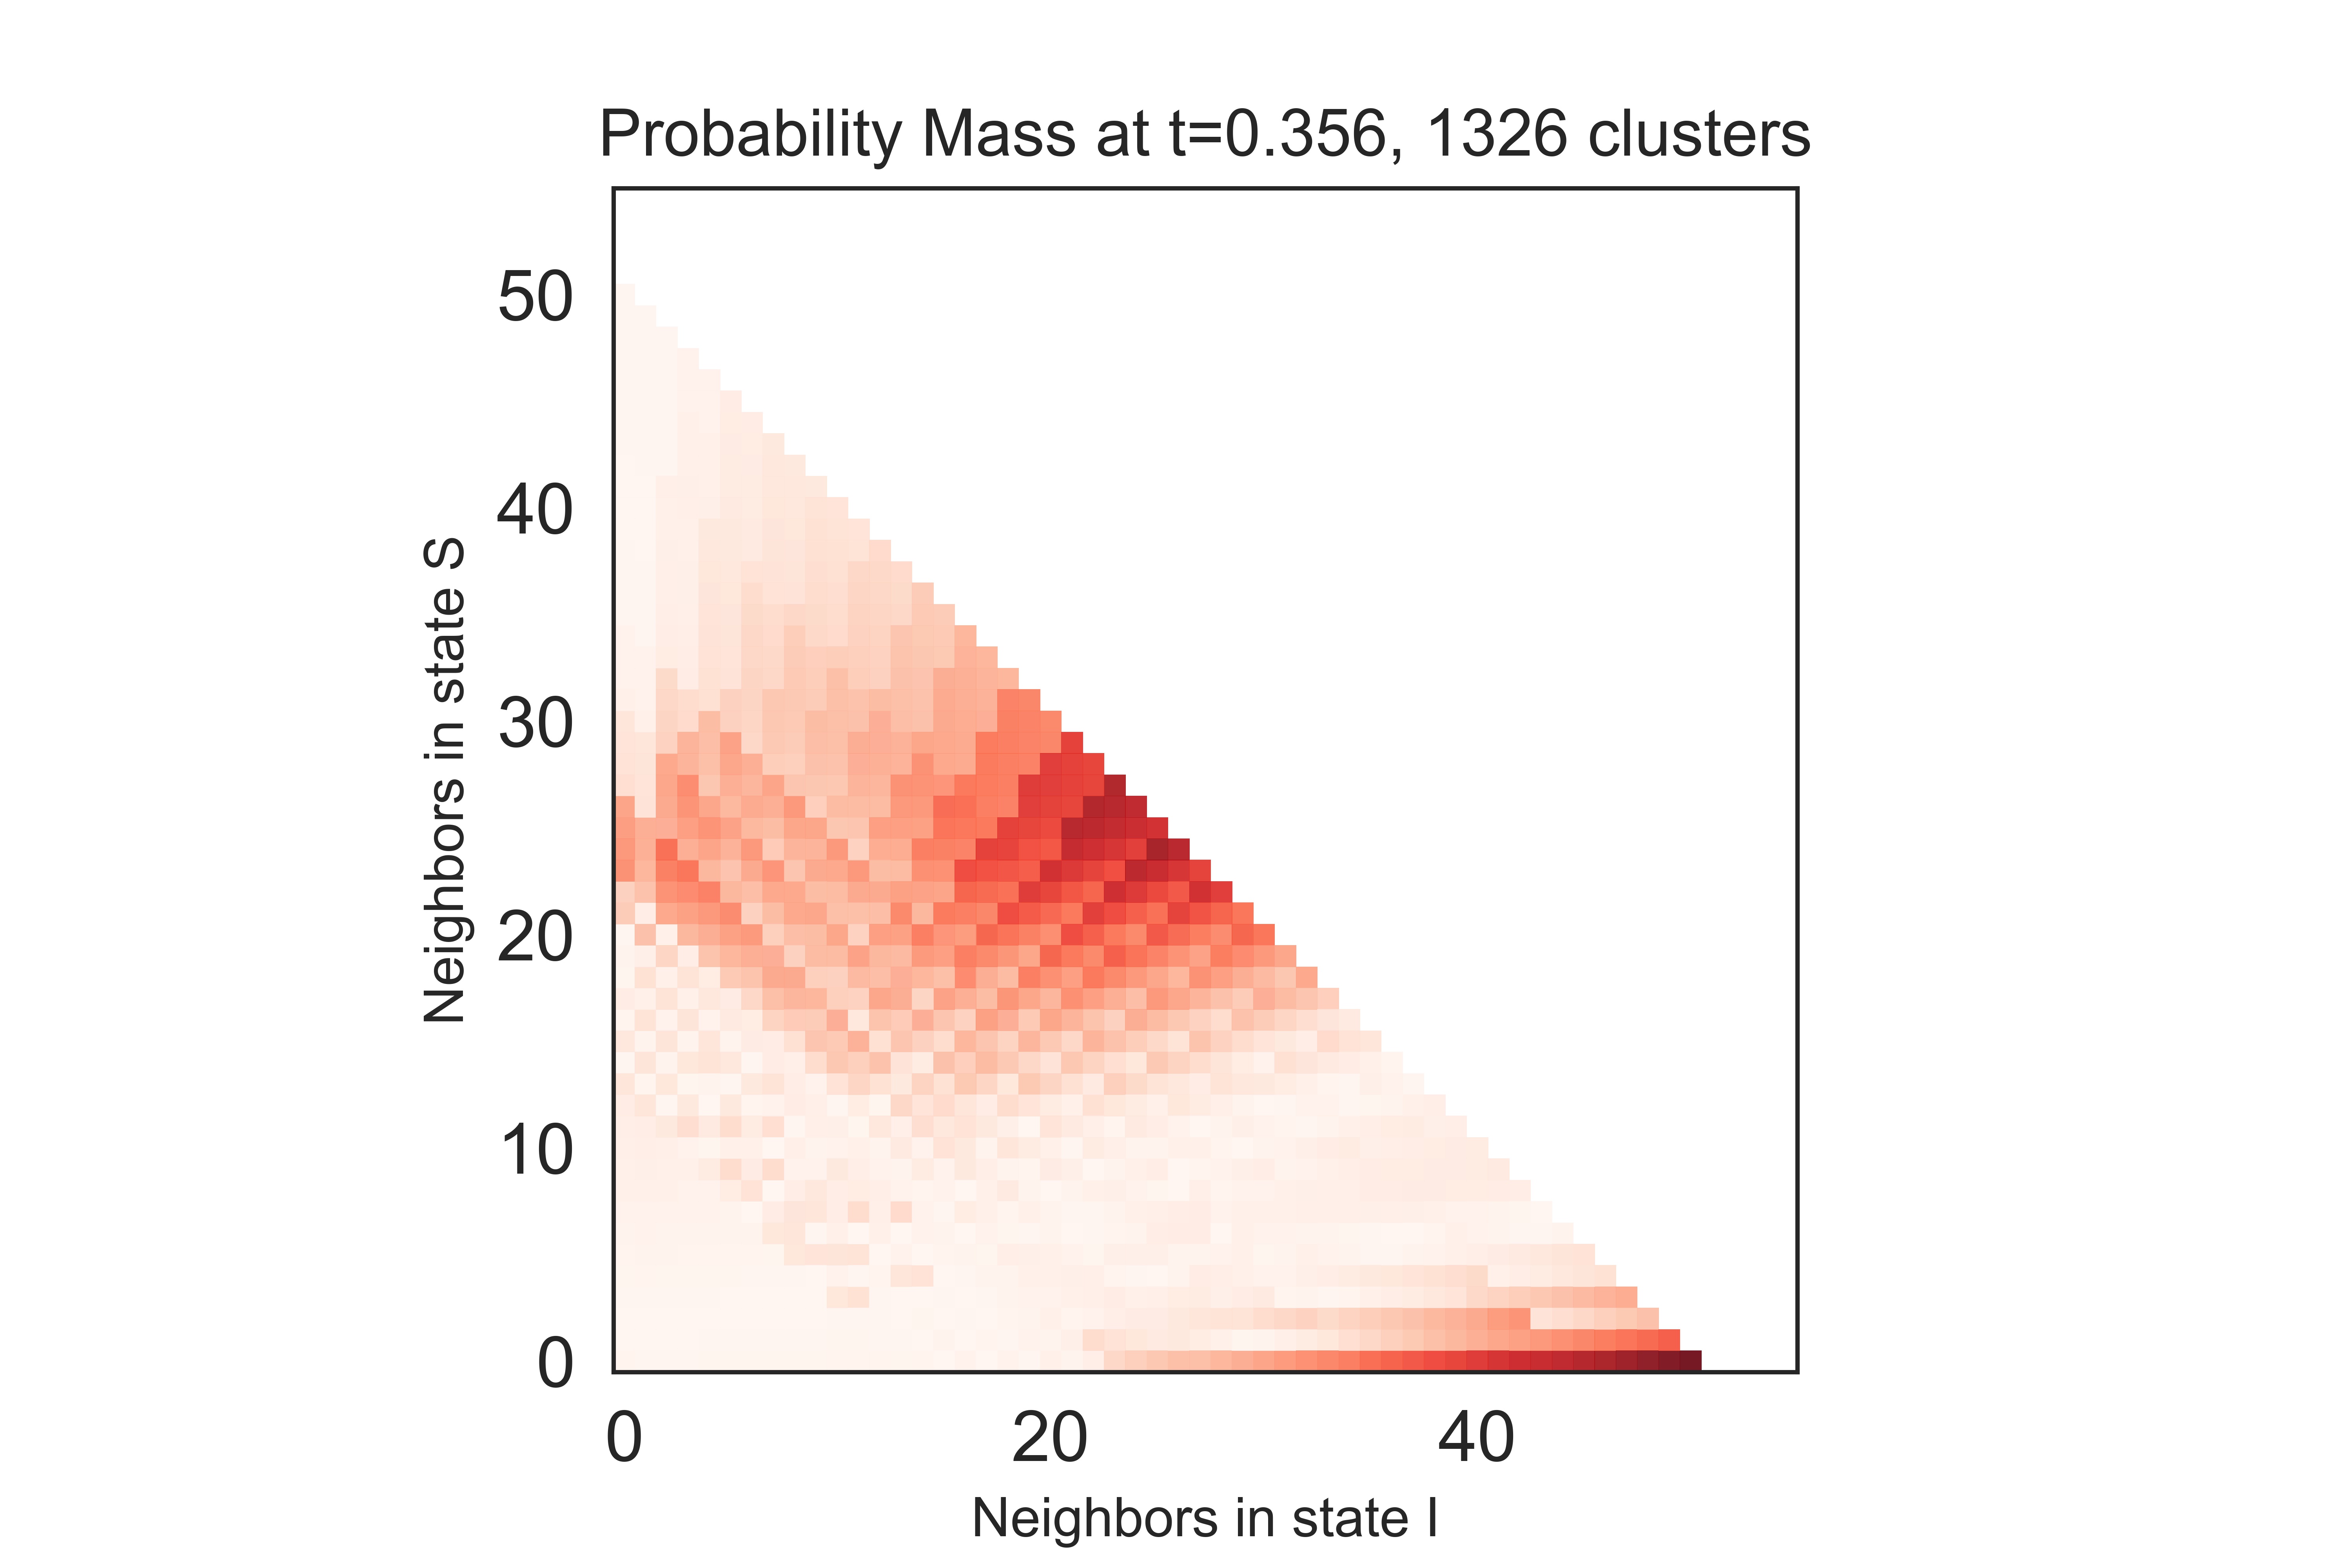 Probability Mass at t=0.356, 1326 clusters
50
40
30
20
10
0
Neighbors in state S
0 20 40
Neighbors in state I